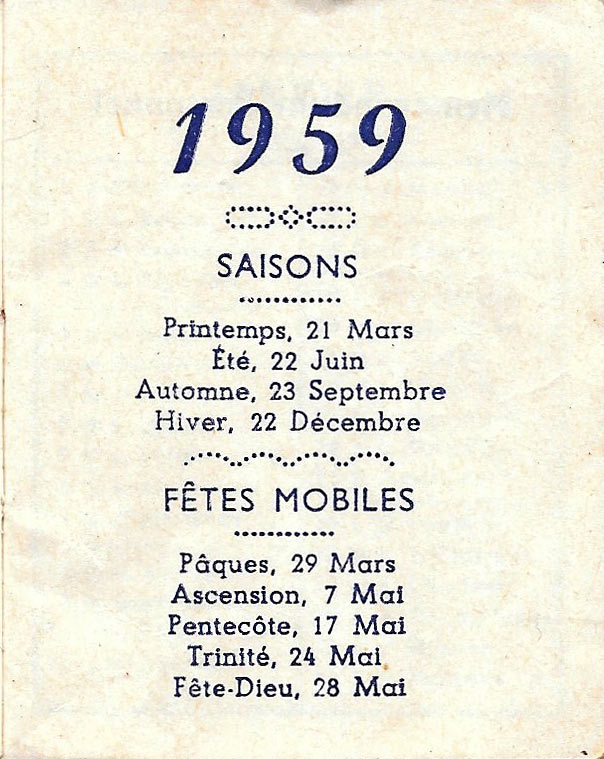 1959
SAISONS
Printemps, 21 Mars
Été, 22 Juin
Automne, 23 Septembre
Hiver, 22 Décembre
FÊTES MOBILES
Pâques, 29 Mars
Ascension, 7 Mai
Pentecôte, 17 Mai
Trinité, 24 Mai
Fête-Dieu, 28 Mai